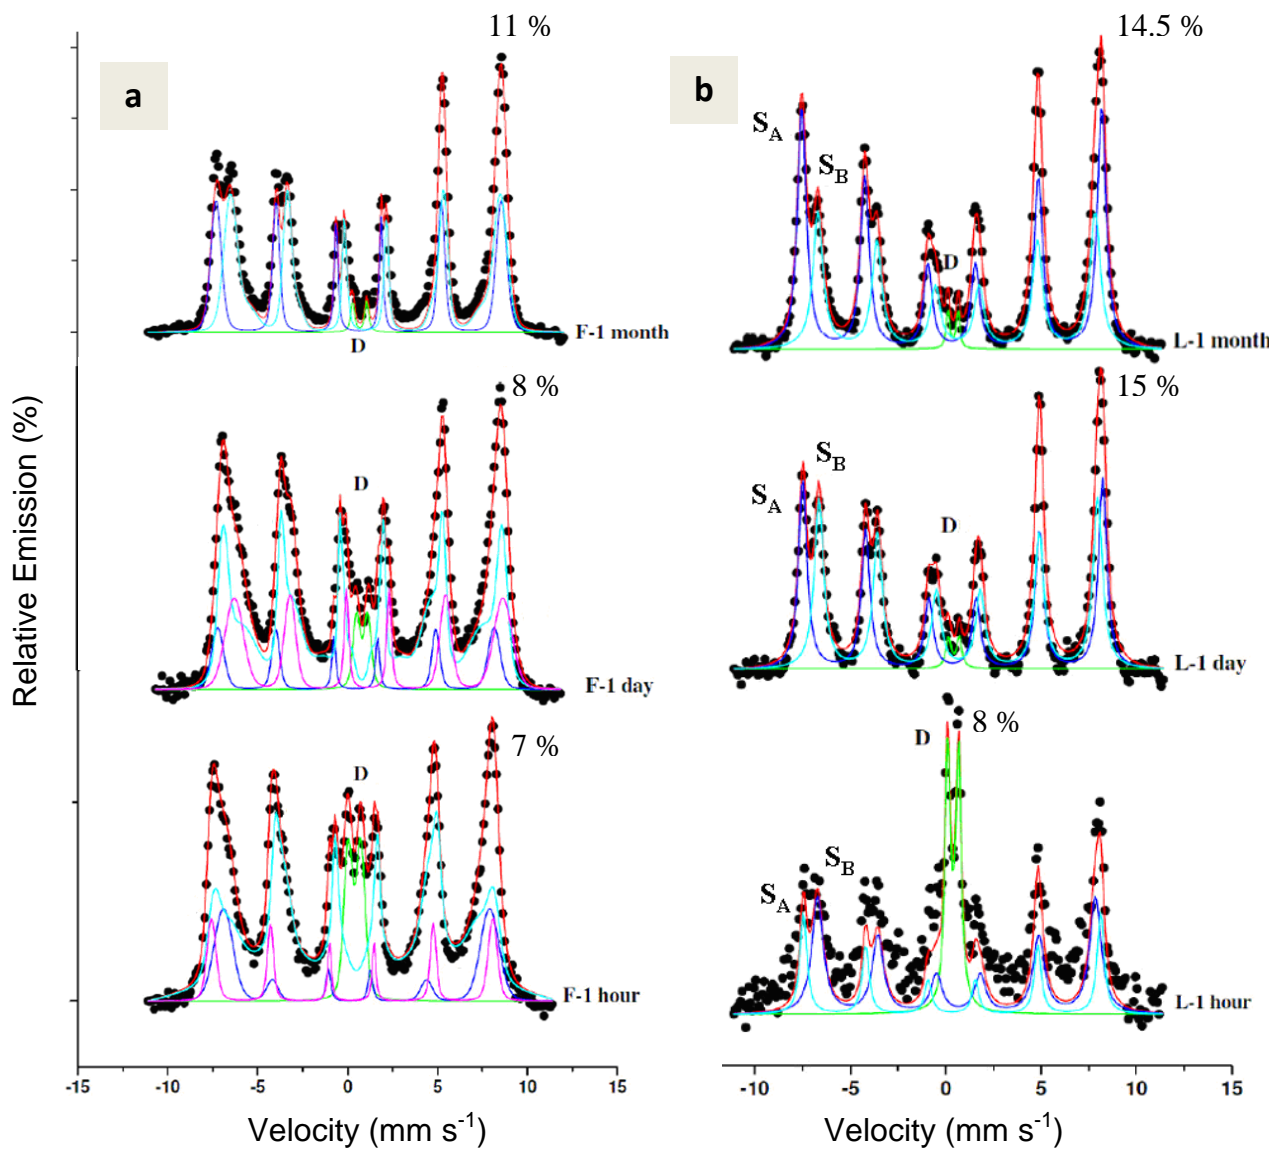 11 %
a
D
F-1 month
8 %
D
F-1 day
7 %
D
F-1 hour
-15 -10 -5 0 5 10 15
Velocity (mm s-1)
Relative Emission (%)
14.5 %
b
SA
SB
D
L-1 month
15 %
SB
SA
D
L-1 day
8 %
D
SB
SA
L-1 hour
-10 -5 0 5 10 15
Velocity (mm s-1)